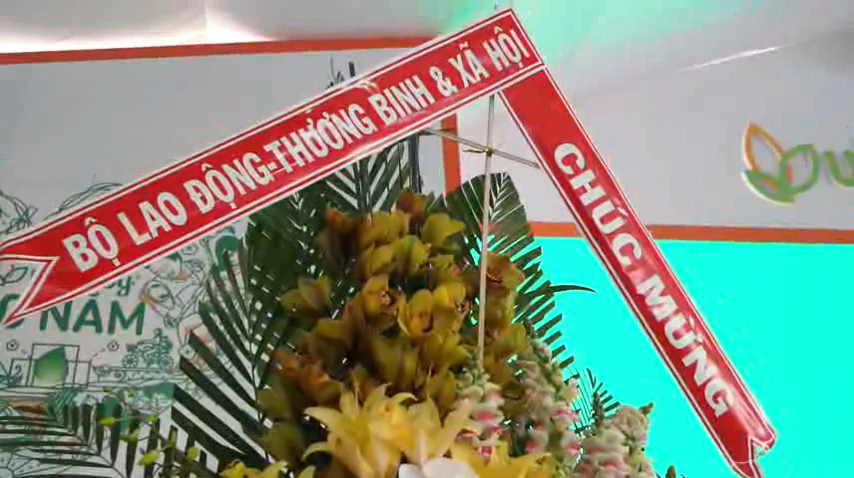 BỘ LAO ĐỘNG-THƯƠNG BINH & XÃ HỘI
CHÚC MỪNG
NĂM